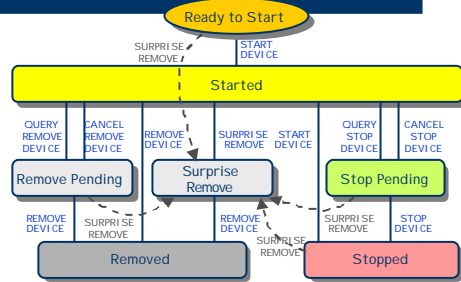 Ready to Start
SURPRISE
REMOVE
START
DEVICE
Started
QUERY
REMOVE
DEVICE
CANCEL
REMOVE
DEVICE
REMOVE
DEVICE
SURPRISE
REMOVE
START
DEVICE
QUERY
STOP
DEVICE
CANCEL
STOP
DEVICE
Remove Pending
Surprise
Remove
Stop Pending
REMOVE
DEVICE
SURPRISE
REMOVE
REMOVE
DEVICE
SURPRISE
REMOVE
SURPRISE
REMOVE
STOP
DEVICE
Removed
Stopped